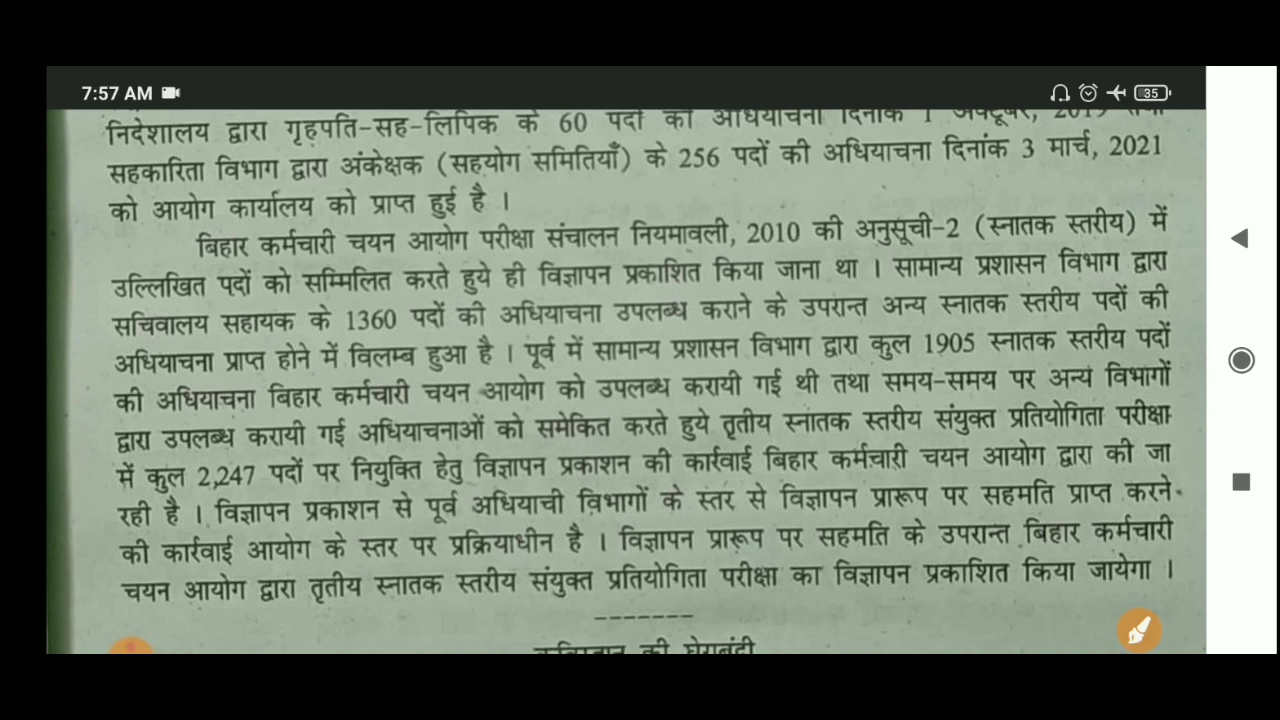 7:57 AM
35
निदेशालय द्वारा गृहपति-सह-लिपिक के 60 पदों की अधियाचना दिनांक 1 अक्टूबर, 2019 तथा
सहकारिता विभाग द्वारा अंकेक्षक (सहयोग समितियाँ) के 256 पदों की अधियाचना दिनांक 3 मार्च, 2021
को आयोग कार्यालय को प्राप्त हुई है ।
बिहार कर्मचारी चयन आयोग परीक्षा संचालन नियमावली, 2010 की अनुसूची-2 (स्नातक स्तरीय) में
उल्लिखित पदों को सम्मिलित करते हुये ही विज्ञापन प्रकाशित किया जाना था । सामान्य प्रशासन विभाग द्वारा
सचिवालय सहायक के 1360 पदों की अधियाचना उपलब्ध कराने के उपरान्त अन्य स्नातक स्तरीय पदों की
अधियाचना प्राप्त होने में विलम्ब हुआ है । पूर्व में सामान्य प्रशासन विभाग द्वारा कुल 1905 स्नातक स्तरीय पदों
की अधियाचना बिहार कर्मचारी चयन आयोग को उपलब्ध करायी गई थी तथा समय-समय पर अन्य विभागों
द्वारा उपलब्ध करायी गई अधियाचनाओं को समेकित करते हुये तृतीय स्नातक स्तरीय संयुक्त प्रतियोगिता परीक्षा
में कुल 2,247 पदों पर नियुक्ति हेतु विज्ञापन प्रकाशन की कार्रवाई बिहार कर्मचारी चयन आयोग द्वारा की जा
रही है । विज्ञापन प्रकाशन से पूर्व अधियाची विभागों के स्तर से विज्ञापन प्रारूप पर सहमति प्राप्त करने
की कार्रवाई आयोग के स्तर पर प्रक्रियाधीन है । विज्ञापन प्रारूप पर सहमति के उपरान्त बिहार कर्मचारी
चयन आयोग द्वारा तृतीय स्नातक स्तरीय संयुक्त प्रतियोगिता परीक्षा का विज्ञापन प्रकाशित किया जायेगा ।
कब्रिस्तान की घेराबंदी